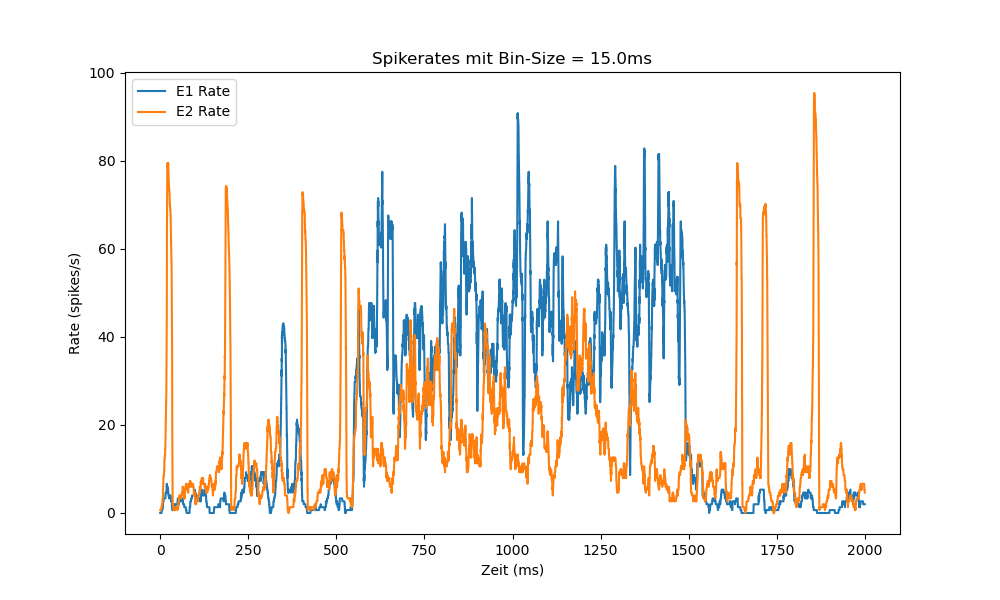 Spikerates mit Bin-Size = 15.0ms
E1 Rate
E2 Rate
Rate (spikes/s)
100
80
60
40
20
0
0 250 500 750 1000 1250 1500 1750 2000
Zeit (ms)